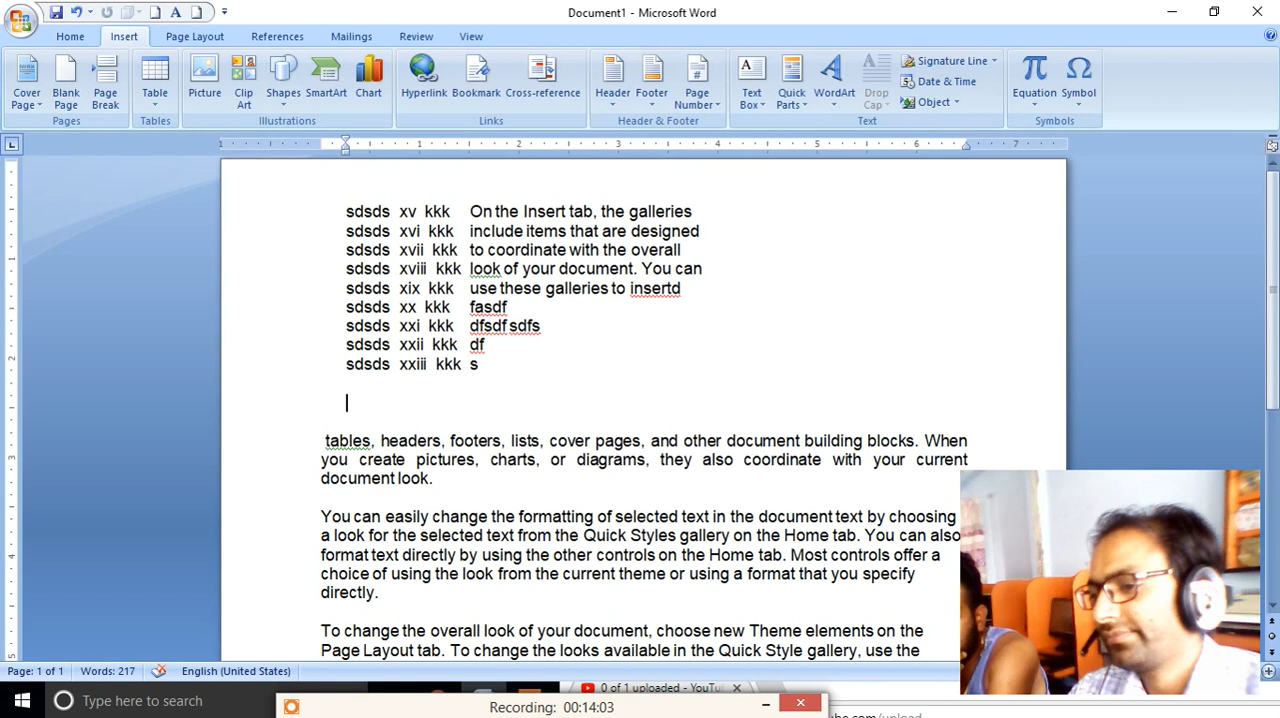 Document1 - Microsoft Word
Home Insert Page Layout References Mailings Review View
Cover Page Blank Page Page Break Table Picture Clip Art Shapes SmartArt Chart Hyperlink Bookmark Cross-reference Header Footer Page Number Text Box Quick Parts WordArt Drop Cap Signature Line Date & Time Object Equation Symbol
Pages Tables Illustrations Links Header & Footer Text Symbols
1 1 2 3 4 5 6 7
sdsds xv kkk On the Insert tab, the galleries
sdsds xvi kkk include items that are designed
sdsds xvii kkk to coordinate with the overall
sdsds xviii kkk look of your document. You can
sdsds xix kkk use these galleries to insertd
sdsds xx kkk fasdf
sdsds xxi kkk dfsdf sdfs
sdsds xxii kkk df
sdsds xxiii kkk s
tables, headers, footers, lists, cover pages, and other document building blocks. When
you create pictures, charts, or diagrams, they also coordinate with your current
document look.
You can easily change the formatting of selected text in the document text by choosing
a look for the selected text from the Quick Styles gallery on the Home tab. You can also
format text directly by using the other controls on the Home tab. Most controls offer a
choice of using the look from the current theme or using a format that you specify
directly.
To change the overall look of your document, choose new Theme elements on the
Page Layout tab. To change the looks available in the Quick Style gallery, use the
Page: 1 of 1 Words: 217 English (United States)
Type here to search
0 of 1 uploaded - YouTu
Recording: 00:14:03
be.com/upload